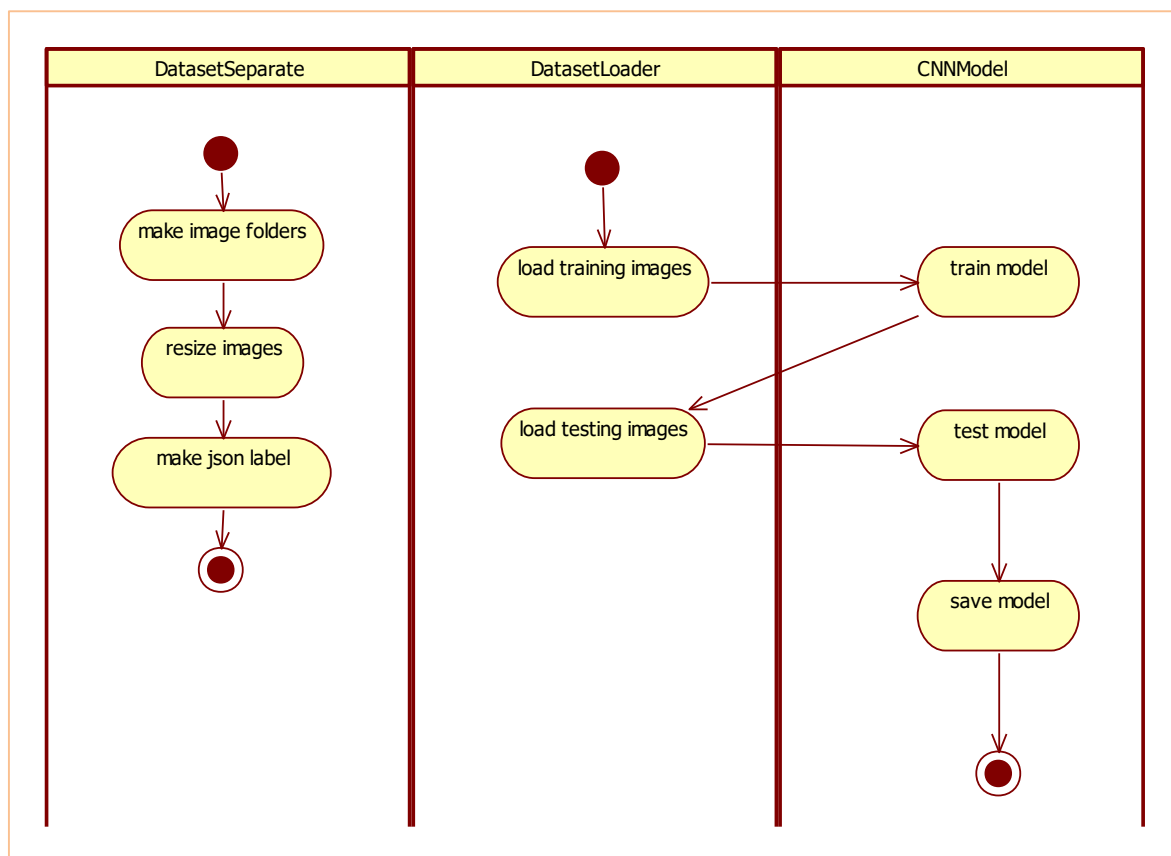 DatasetSeparate
DatasetLoader
CNNModel
make image folders
resize images
make json label
load training images
train model
load testing images
test model
save model